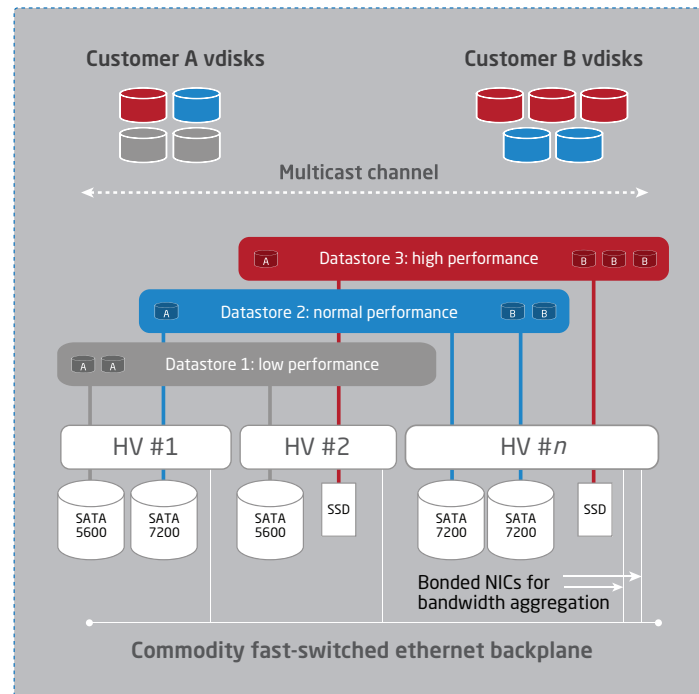 Customer A vdisks
Customer B vdisks
Multicast channel
A
Datastore 3: high performance
B B B
A
Datastore 2: normal performance
B B
A A
Datastore 1: low performance
HV #1
HV #2
HV #n
SATA
5600
SATA
7200
SATA
5600
SSD
SATA
7200
SATA
7200
SSD
Bonded NICs for
bandwidth aggregation
Commodity fast-switched ethernet backplane